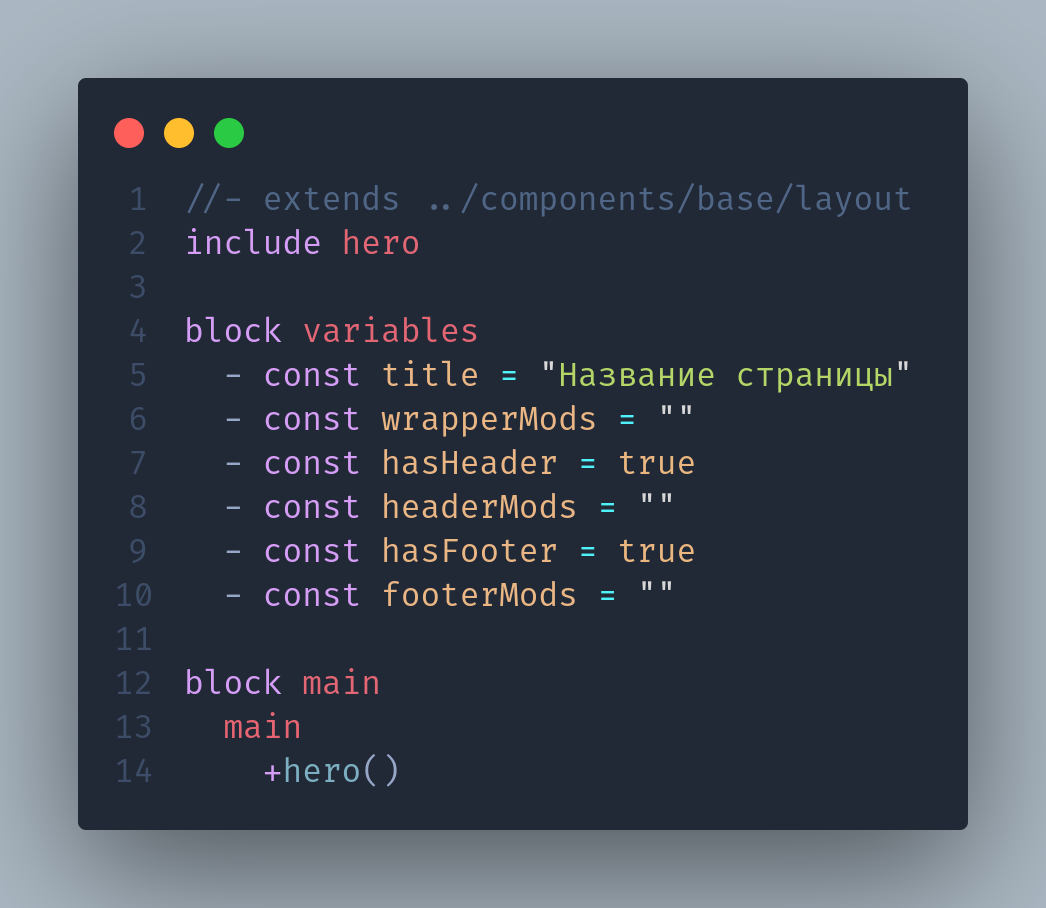 1 //- extends ../components/base/layout
2 include hero
3
4 block variables
5   - const title = "Название страницы"
6   - const wrapperMods = ""
7   - const hasHeader = true
8   - const headerMods = ""
9   - const hasFooter = true
10   - const footerMods = ""
11
12 block main
13   main
14     +hero()